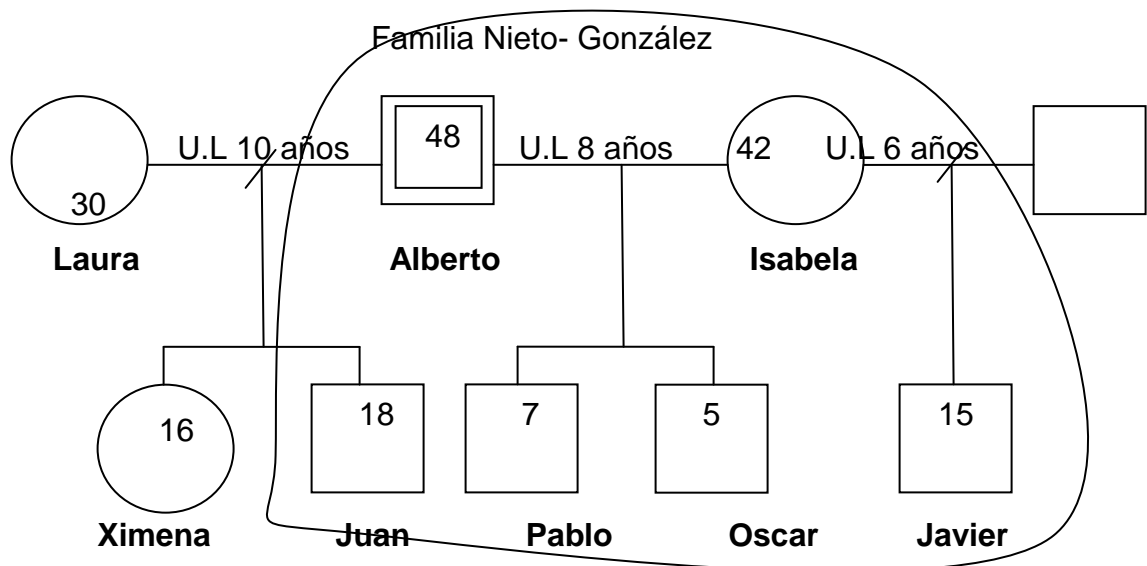 Familia Nieto- González
U.L 10 años
48
U.L 8 años
42
U.L 6 años
30
Laura
Alberto
Isabela
16
18
7
5
15
Ximena
Juan
Pablo
Oscar
Javier